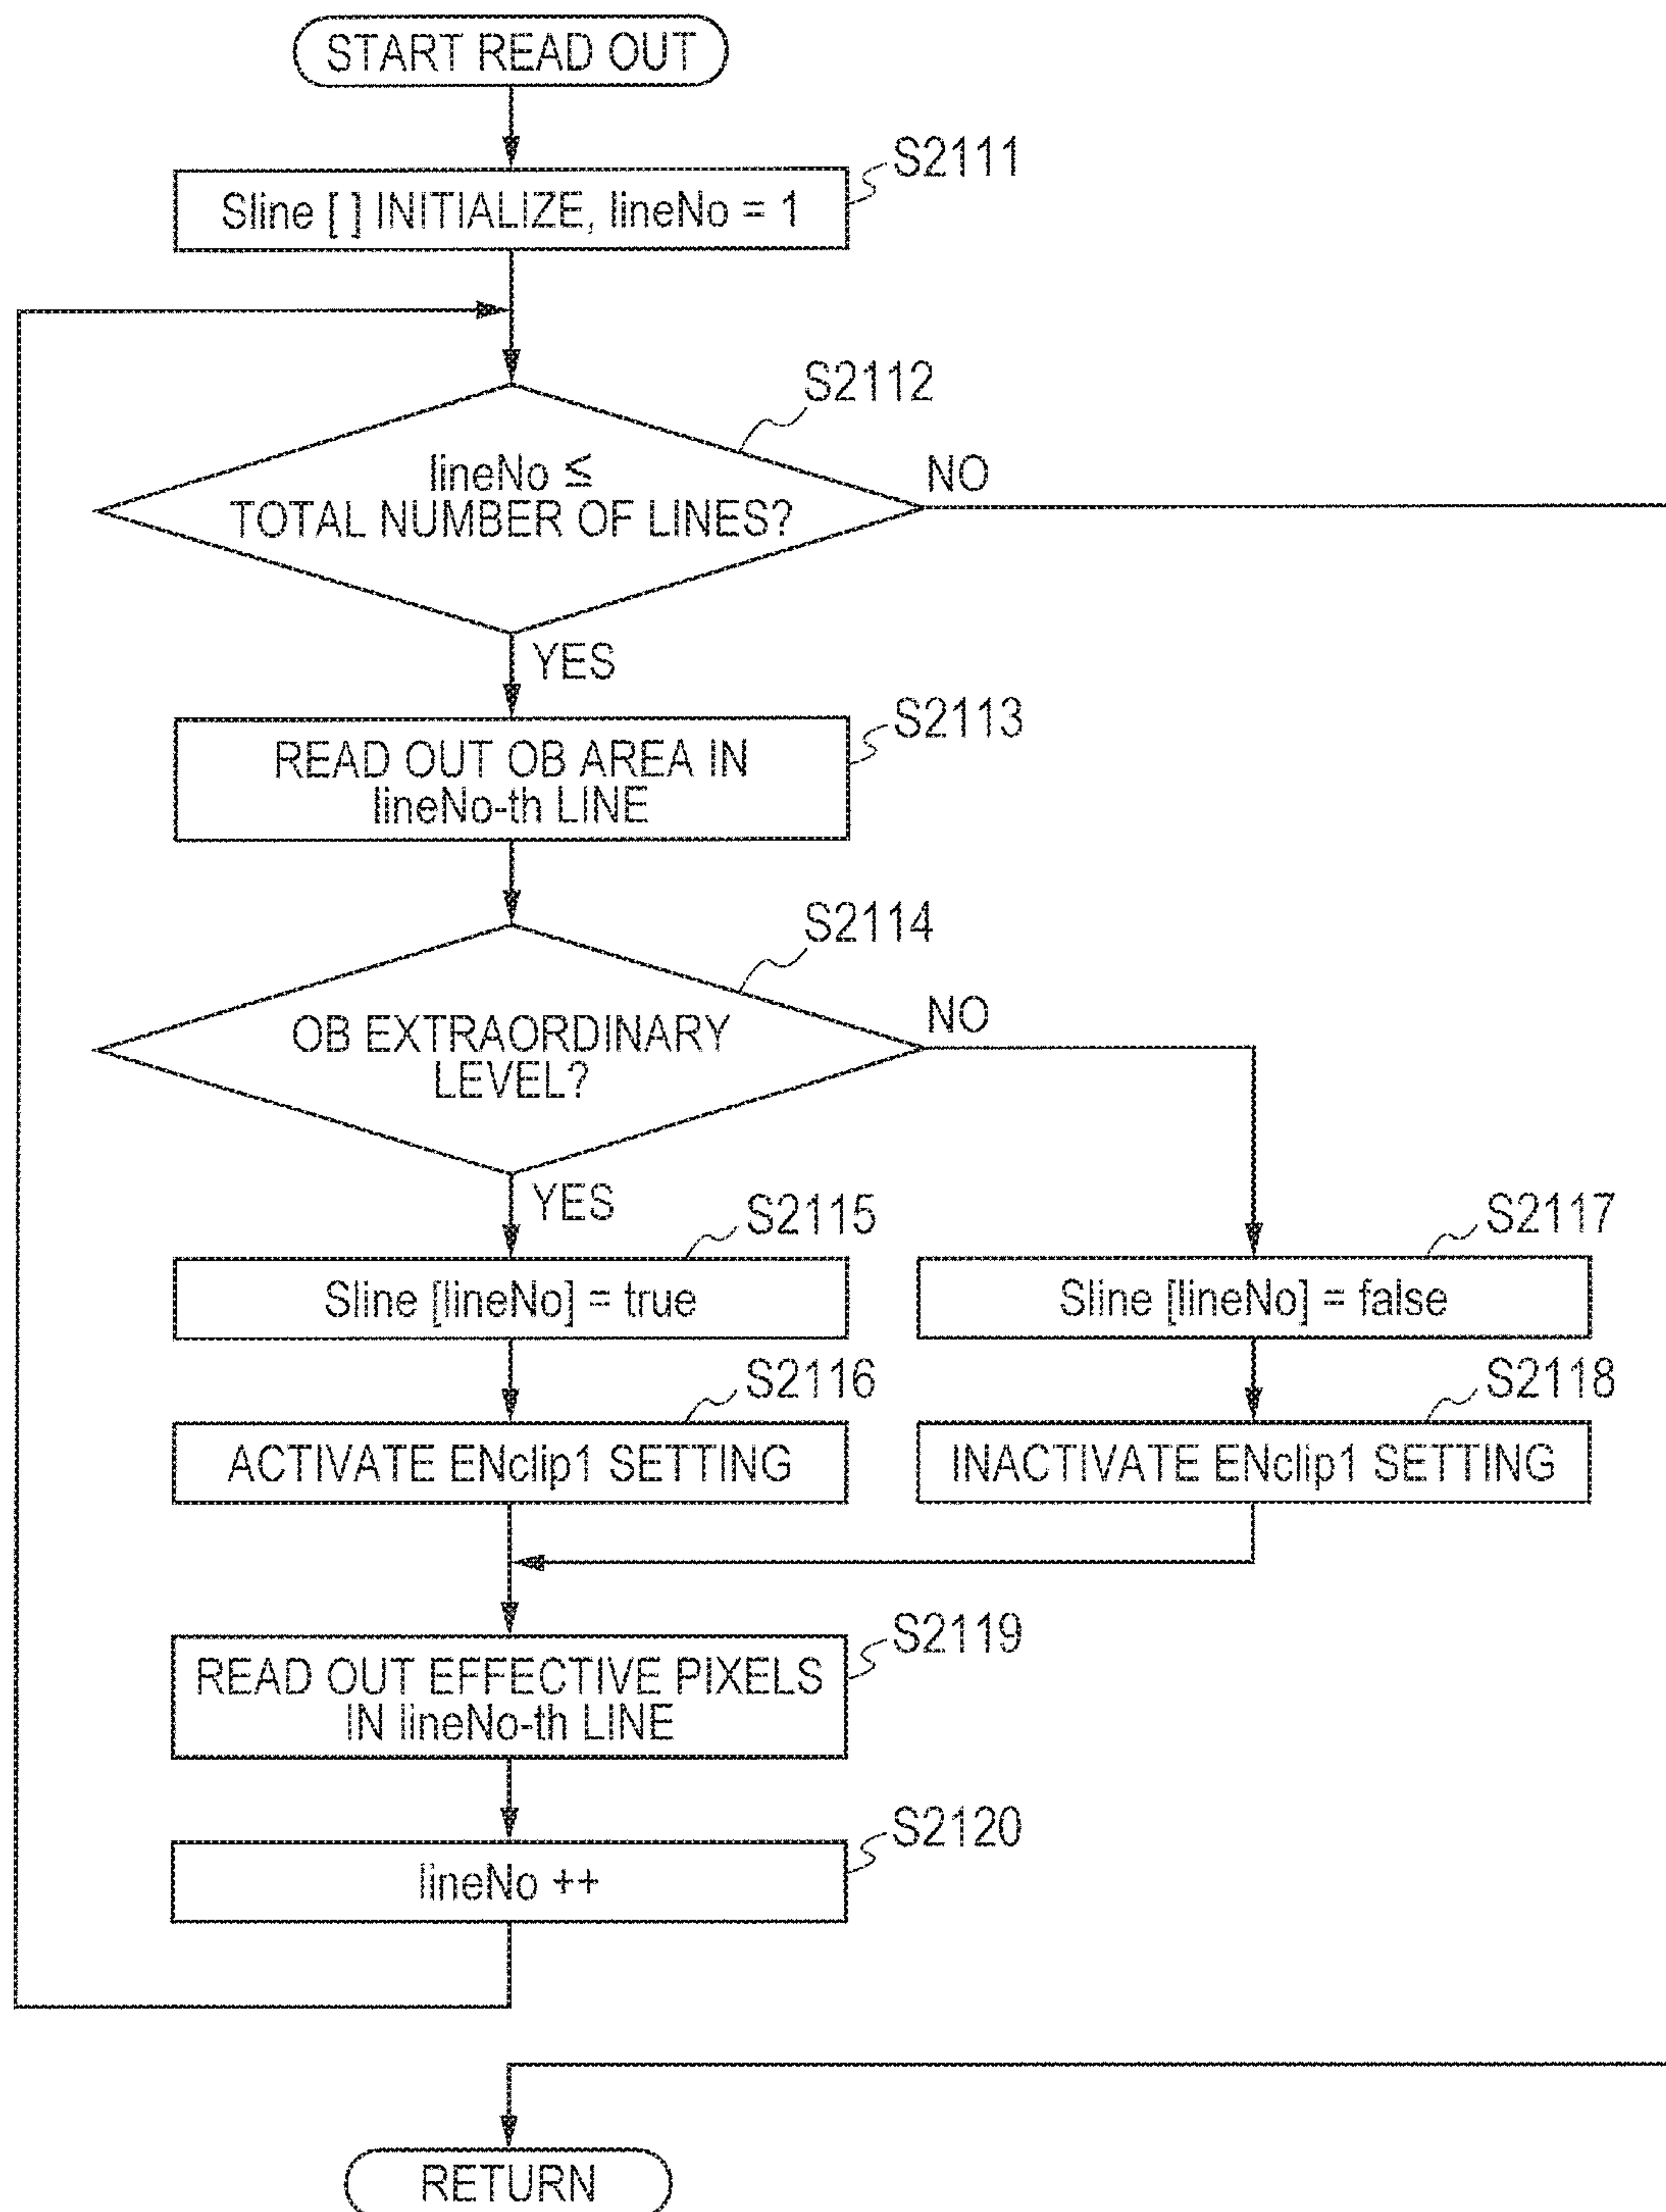 START READ OUT
S2111
Sline [ ] INITIALIZE, lineNo = 1
S2112
lineNo ≤
TOTAL NUMBER OF LINES?
NO
YES
S2113
READ OUT OB AREA IN
lineNo-th LINE
S2114
OB EXTRAORDINARY
LEVEL?
NO
YES
S2115
Sline [lineNo] = true
S2117
Sline [lineNo] = false
S2116
ACTIVATE ENclip1 SETTING
S2118
INACTIVATE ENclip1 SETTING
S2119
READ OUT EFFECTIVE PIXELS
IN lineNo-th LINE
S2120
lineNo ++
RETURN